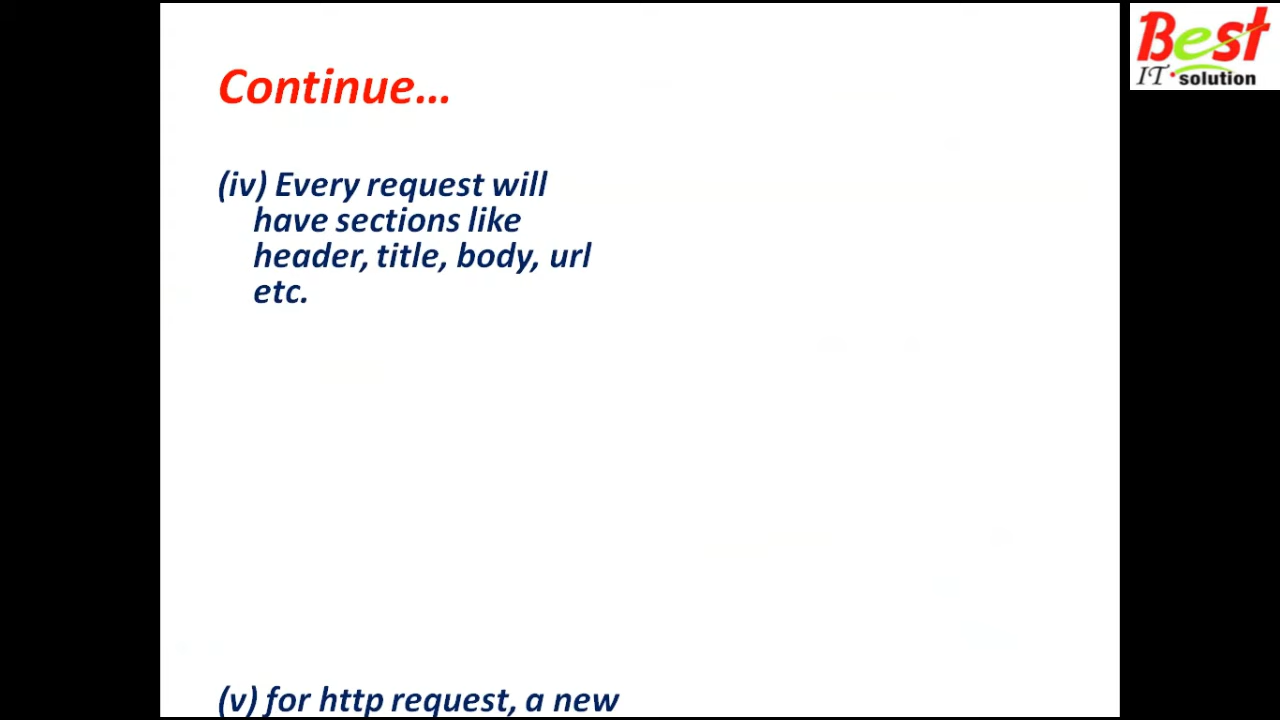 Best
IT solution
Continue...
(iv) Every request will
have sections like
header, title, body, url
etc.
(v) for http request, a new